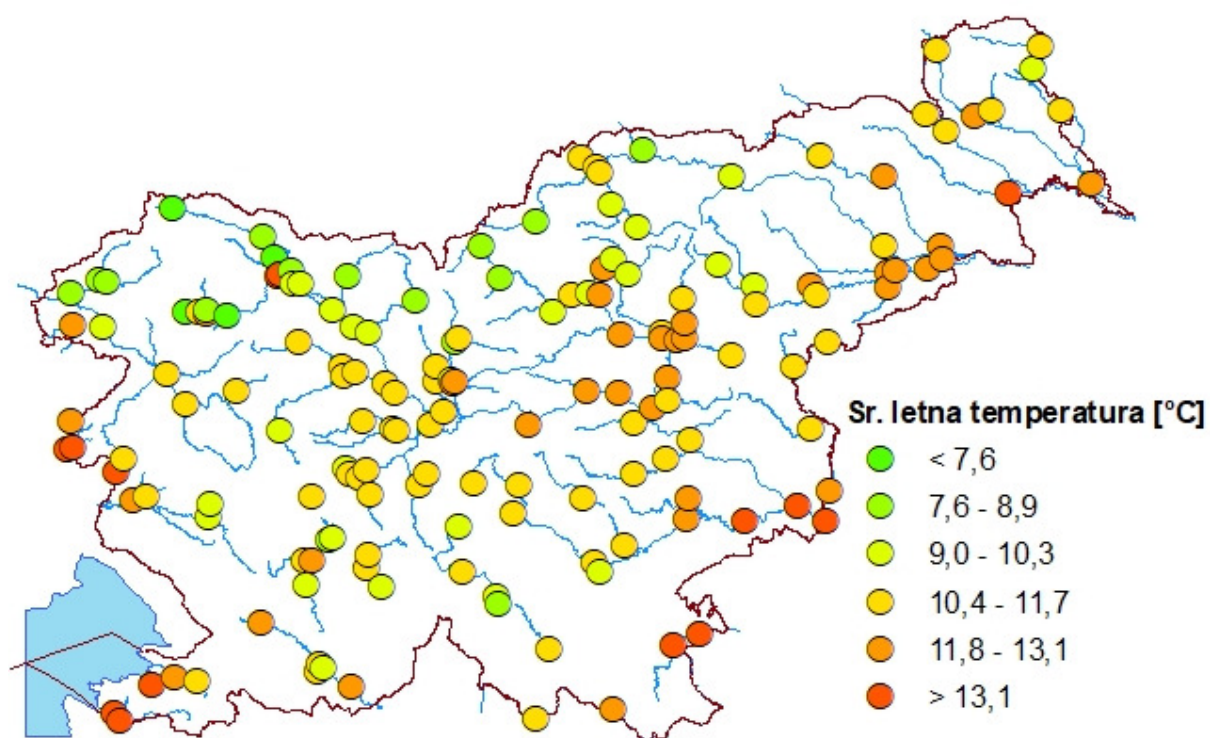 Sr. letna temperatura [°C]
< 7,6
7,6 - 8,9
9,0 - 10,3
10,4 - 11,7
11,8 - 13,1
> 13,1